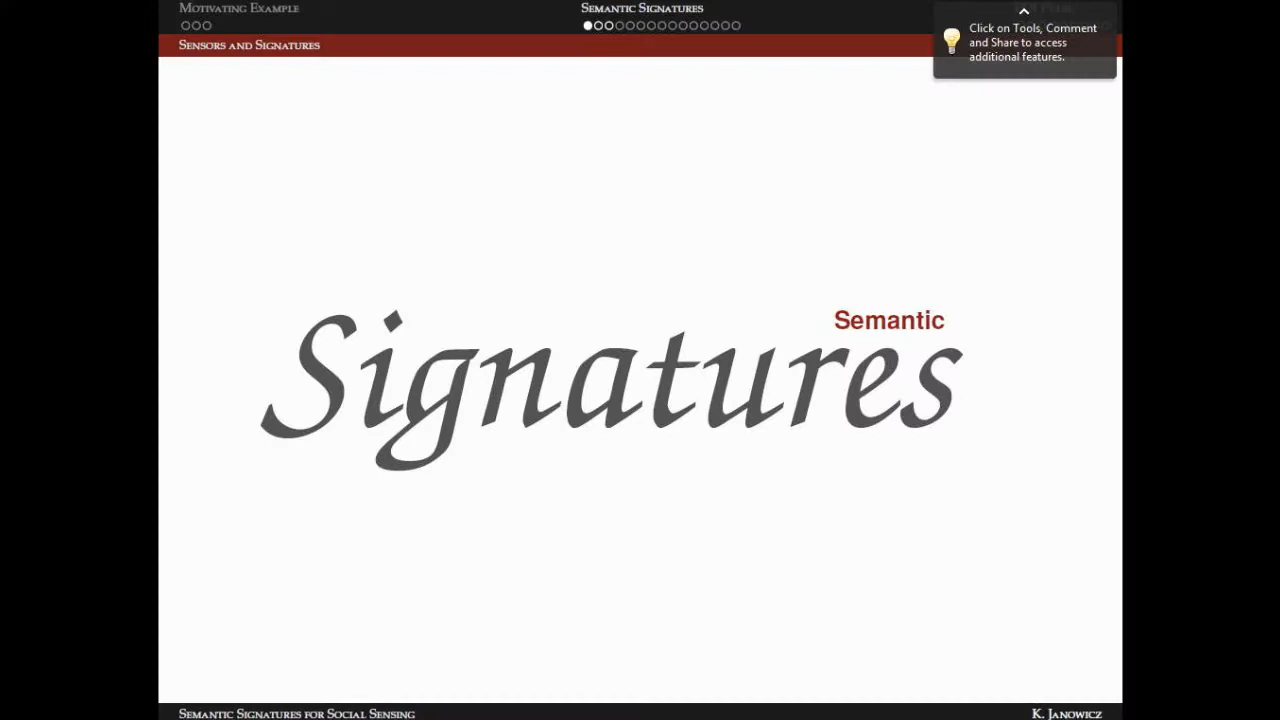 MOTIVATING EXAMPLE
SEMANTIC SIGNATURES
SENSORS AND SIGNATURES
Click on Tools, Comment
and Share to access
additional features.
Semantic
Signatures
SEMANTIC SIGNATURES FOR SOCIAL SENSING
K. JANOWICZ